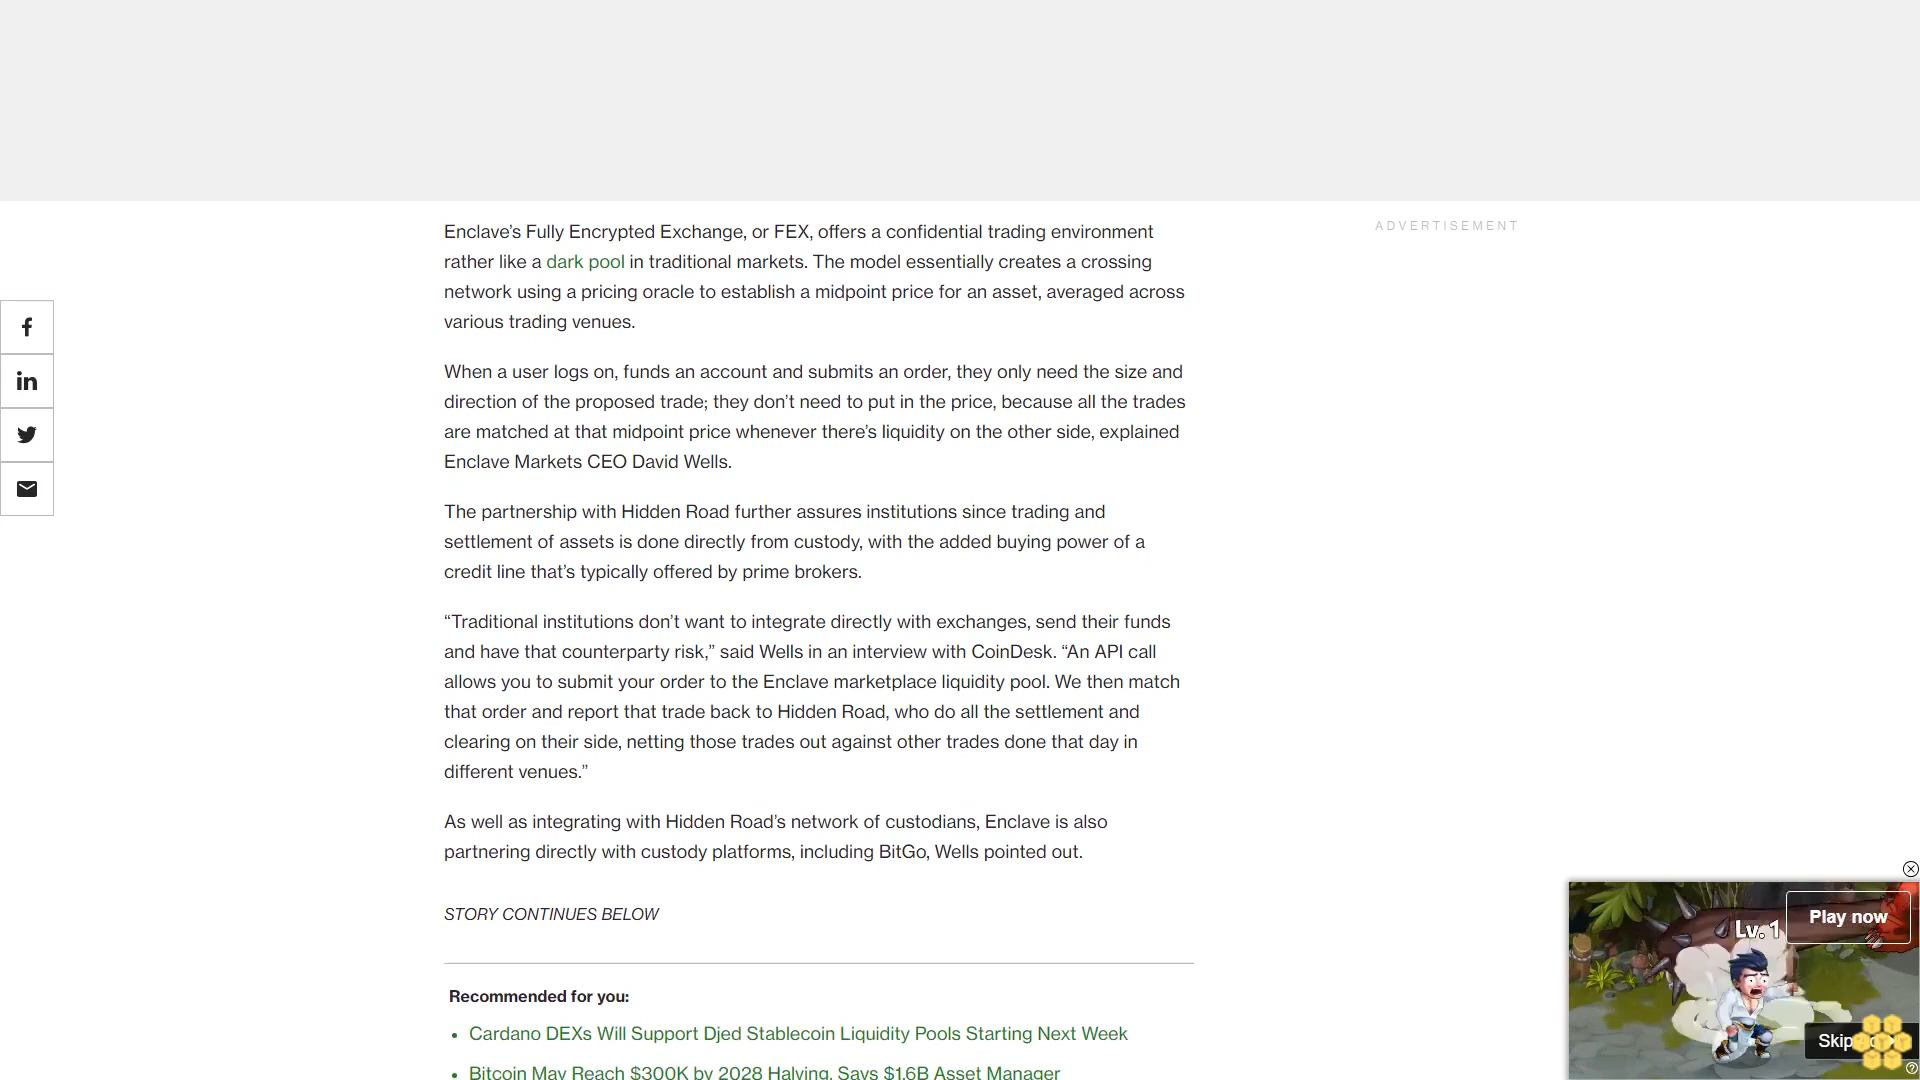 Enclave’s Fully Encrypted Exchange, or FEX, offers a confidential trading environment
rather like a dark pool in traditional markets. The model essentially creates a crossing
network using a pricing oracle to establish a midpoint price for an asset, averaged across
various trading venues.
ADVERTISEMENT
When a user logs on, funds an account and submits an order, they only need the size and
direction of the proposed trade; they don’t need to put in the price, because all the trades
are matched at that midpoint price whenever there’s liquidity on the other side, explained
Enclave Markets CEO David Wells.
The partnership with Hidden Road further assures institutions since trading and
settlement of assets is done directly from custody, with the added buying power of a
credit line that’s typically offered by prime brokers.
“Traditional institutions don’t want to integrate directly with exchanges, send their funds
and have that counterparty risk,” said Wells in an interview with CoinDesk. “An API call
allows you to submit your order to the Enclave marketplace liquidity pool. We then match
that order and report that trade back to Hidden Road, who do all the settlement and
clearing on their side, netting those trades out against other trades done that day in
different venues.”
As well as integrating with Hidden Road’s network of custodians, Enclave is also
partnering directly with custody platforms, including BitGo, Wells pointed out.
STORY CONTINUES BELOW
Recommended for you:
• Cardano DEXs Will Support Djed Stablecoin Liquidity Pools Starting Next Week
• Bitcoin May Reach $300K by 2028 Halving, Says $1.6B Asset Manager
Play now
Lv. 1
Skip